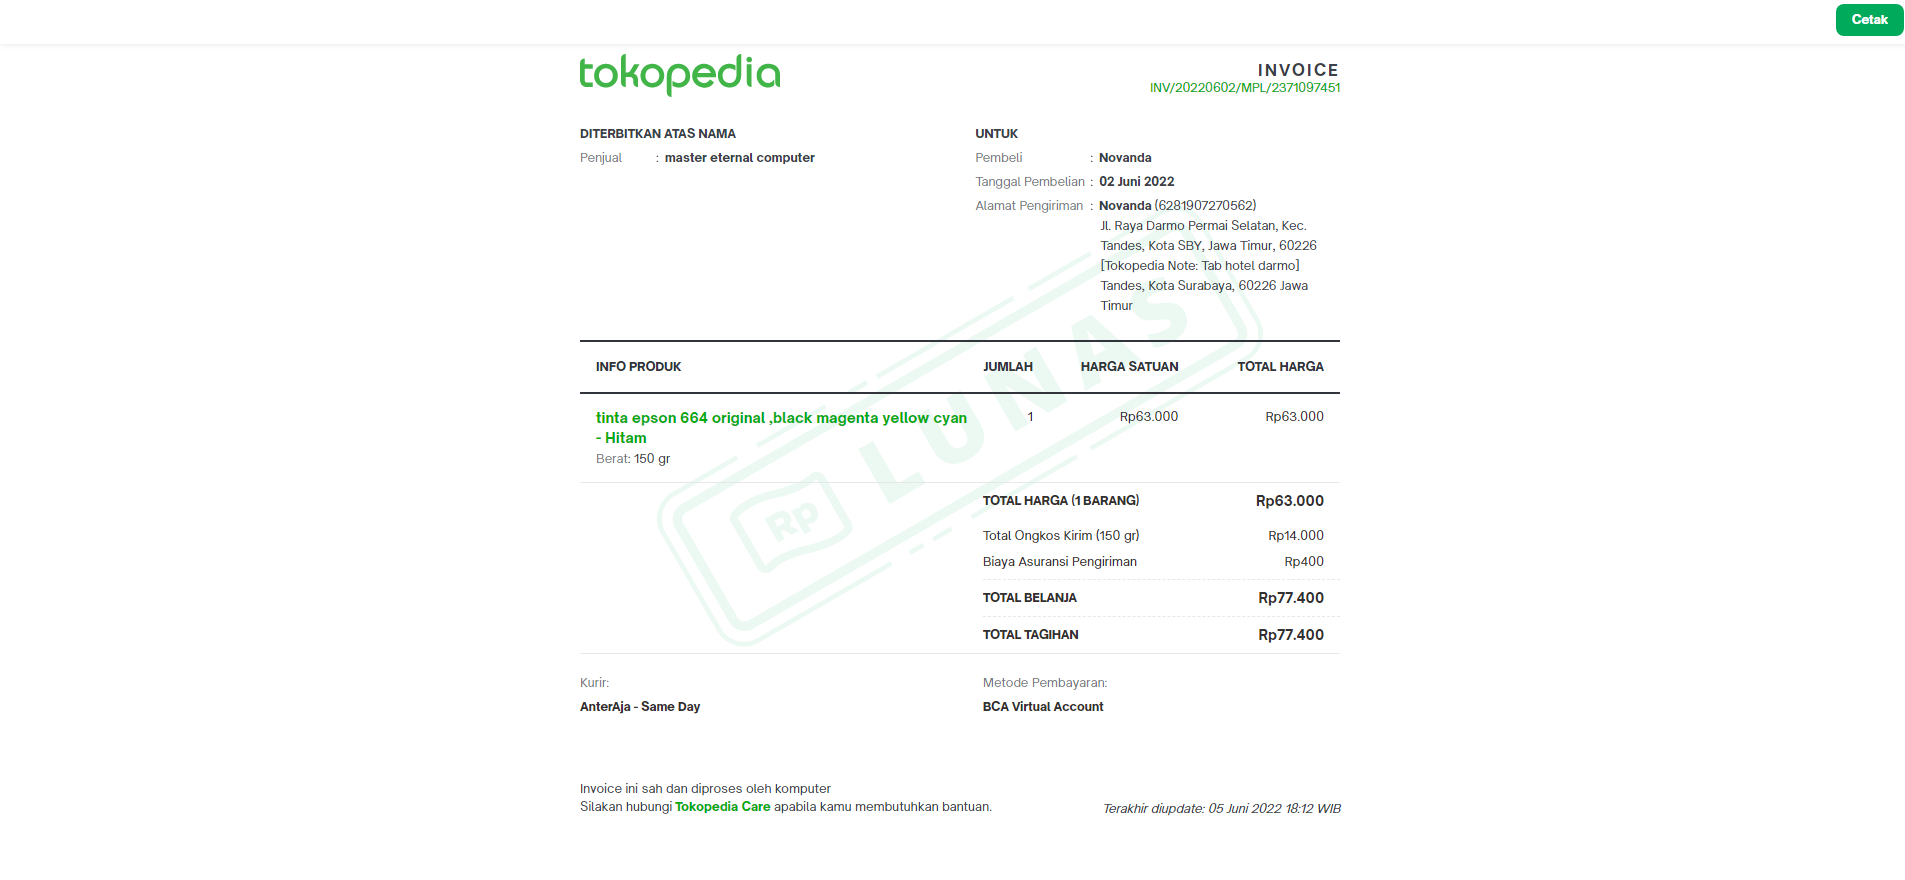 Cetak
tokopedia
INVOICE
INV/20220602/MPL/2371097451
DITERBITKAN ATAS NAMA
Penjual : master eternal computer
UNTUK
Pembeli : Novanda
Tanggal Pembelian : 02 Juni 2022
Alamat Pengiriman : Novanda (6281907270562)
Jl. Raya Darmo Permai Selatan, Kec.
Tandes, Kota SBY, Jawa Timur, 60226
[Tokopedia Note: Tab hotel darmo]
Tandes, Kota Surabaya, 60226 Jawa
Timur
INFO PRODUK JUMLAH HARGA SATUAN TOTAL HARGA
tinta epson 664 original ,black magenta yellow cyan 1 Rp63.000 Rp63.000
- Hitam
Berat: 150 gr
Rp LUNAS
TOTAL HARGA (1 BARANG) Rp63.000
Total Ongkos Kirim (150 gr) Rp14.000
Biaya Asuransi Pengiriman Rp400
TOTAL BELANJA Rp77.400
TOTAL TAGIHAN Rp77.400
Kurir:
AnterAja - Same Day
Metode Pembayaran:
BCA Virtual Account
Invoice ini sah dan diproses oleh komputer
Silakan hubungi Tokopedia Care apabila kamu membutuhkan bantuan.
Terakhir diupdate: 05 Juni 2022 18:12 WIB